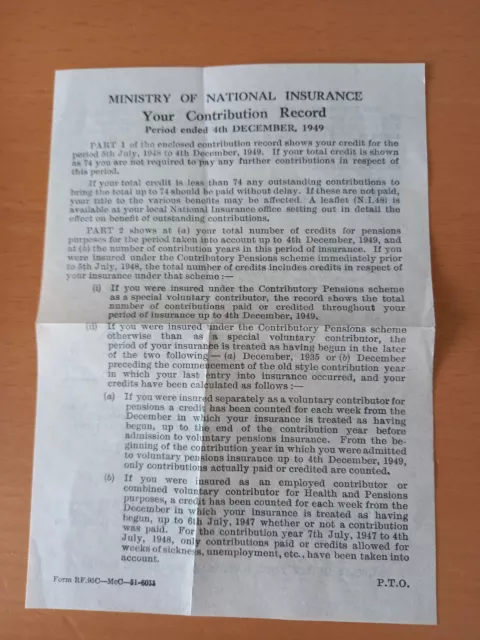 MINISTRY OF NATIONAL INSURANCE
Your Contribution Record
Period ended 4th DECEMBER, 1949
PART 1 of the enclosed contribution record shows your credit for the
period 5th July, 1948 to 4th December, 1949. If your total credit is shown
as 74 you are not required to pay any further contributions in respect of
this period.
If your total credit is less than 74 any outstanding contributions to
bring the total up to 74 should be paid without delay. If these are not paid,
your title to the various benefits may be affected. A leaflet (N.I.48) is
available at your local National Insurance office setting out in detail the
effect on benefit of outstanding contributions.
PART 2 shows at (a) your total number of credits for pensions
purposes for the period taken into account up to 4th December, 1949, and
at (b) the number of contribution years in this period of insurance. If you
were insured under the Contributory Pensions scheme immediately prior
to 5th July, 1948, the total number of credits includes credits in respect of
your insurance under that scheme :—
(i) If you were insured under the Contributory Pensions scheme
as a special voluntary contributor, the record shows the total
number of contributions paid or credited throughout your
period of insurance up to 4th December, 1949.
(ii) If you were insured under the Contributory Pensions scheme
otherwise than as a special voluntary contributor, the
period of your insurance is treated as having begun in the later
of the two following—(a) December, 1935 or (b) December
preceding the commencement of the old style contribution year
in which your last entry into insurance occurred, and your
credits have been calculated as follows :—
(a) If you were insured separately as a voluntary contributor for
pensions a credit has been counted for each week from the
December in which your insurance is treated as having
begun, up to the end of the contribution year before
admission to voluntary pensions insurance. From the be-
ginning of the contribution year in which you were admitted
to voluntary pensions insurance up to 4th December, 1949,
only contributions actually paid or credited are counted.
(b) If you were insured as an employed contributor or
combined voluntary contributor for Health and Pensions
purposes, a credit has been counted for each week from the
December in which your insurance is treated as having
begun, up to 6th July, 1947 whether or not a contribution
was paid. For the contribution year 7th July, 1947 to 4th
July, 1948, only contributions paid or credits allowed for
weeks of sickness, unemployment, etc., have been taken into
account.
Form RF.90C—McC—51-6055
P.T.O.